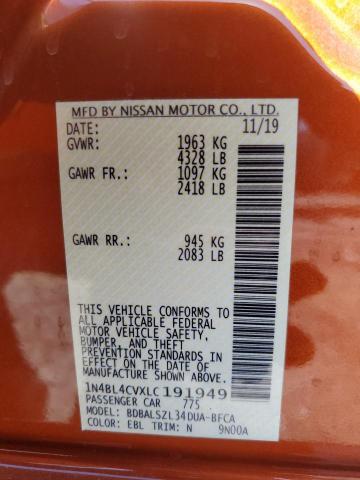 MFD BY NISSAN MOTOR CO., LTD.
DATE: 11/19
GVWR: 1963 KG
4328 LB
GAWR FR.: 1097 KG
2418 LB
GAWR RR.: 945 KG
2083 LB
THIS VEHICLE CONFORMS TO
ALL APPLICABLE FEDERAL
MOTOR VEHICLE SAFETY,
BUMPER, AND THEFT
PREVENTION STANDARDS IN
EFFECT ON THE DATE OF
MANUFACTURE SHOWN ABOVE.
1N4BL4CVXLC191949
PASSENGER CAR 775
MODEL: BDBALSZL34DUA-BFCA
COLOR: EBL TRIM: N 9N00A